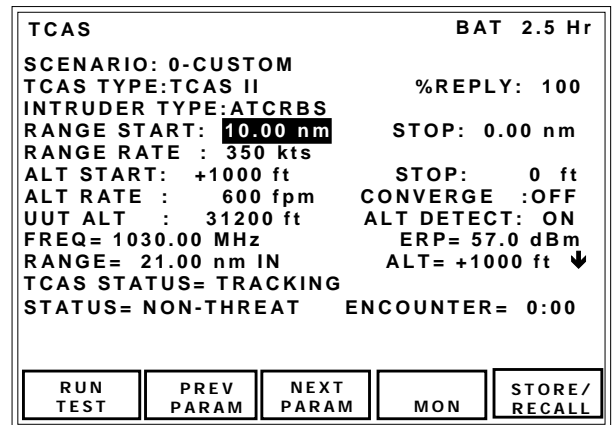 TCAS BAT 2.5 Hr
SCENARIO: 0-CUSTOM
TCAS TYPE:TCAS II %REPLY: 100
INTRUDER TYPE:ATCRBS
RANGE START: 10.00 nm STOP: 0.00 nm
RANGE RATE : 350 kts
ALT START: +1000 ft STOP: 0 ft
ALT RATE : 600 fpm CONVERGE :OFF
UUT ALT : 31200 ft ALT DETECT: ON
FREQ= 1030.00 MHz ERP= 57.0 dBm
RANGE= 21.00 nm IN ALT= +1000 ft
TCAS STATUS= TRACKING
STATUS= NON-THREAT ENCOUNTER= 0:00
RUN TEST
PREV PARAM
NEXT PARAM
MON
STORE/ RECALL